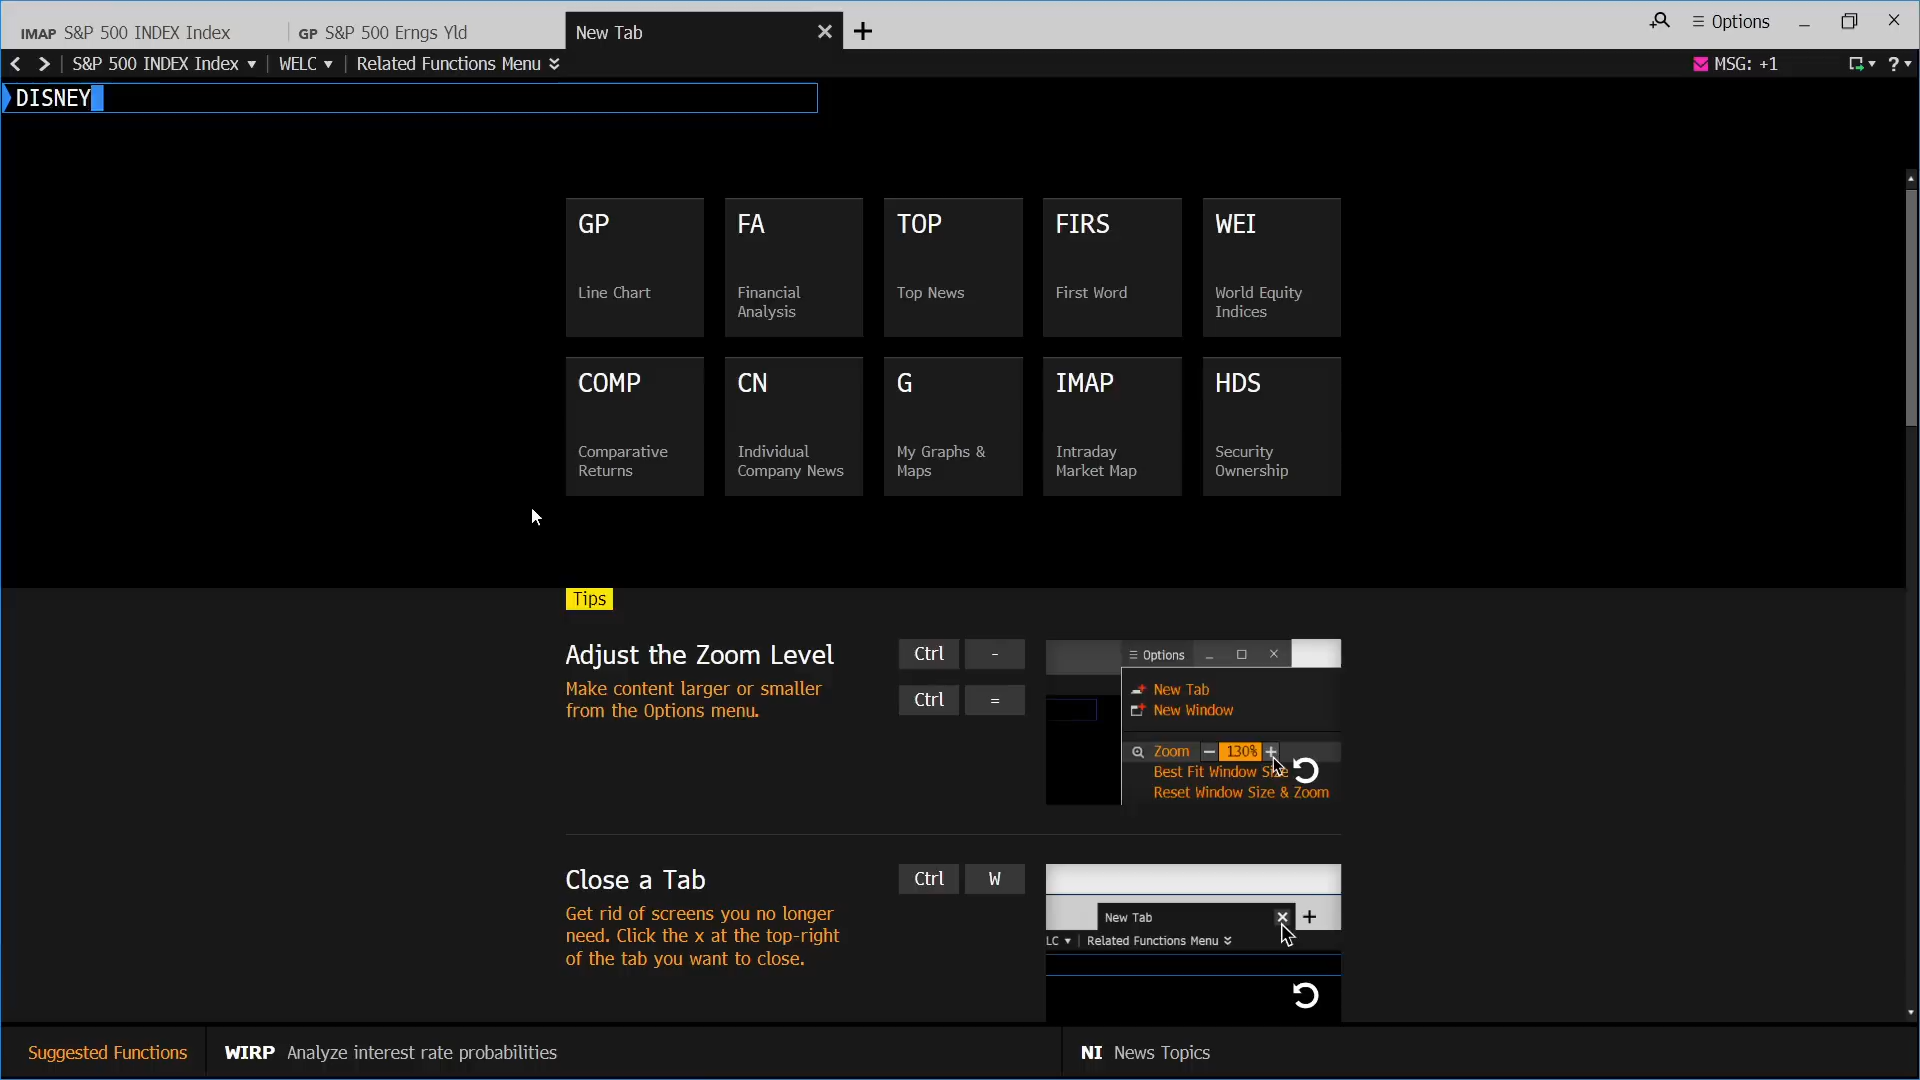 IMAP S&P 500 INDEX Index
GP S&P 500 Erngs Yld
New Tab
Options
S&P 500 INDEX Index
WELC
Related Functions Menu
MSG: +1
?
DISNEY
GP
Line Chart
FA
Financial
Analysis
TOP
Top News
FIRS
First Word
WEI
World Equity
Indices
COMP
Comparative
Returns
CN
Individual
Company News
G
My Graphs &
Maps
IMAP
Intraday
Market Map
HDS
Security
Ownership
Tips
Adjust the Zoom Level
Make content larger or smaller
from the Options menu.
Ctrl -
Ctrl =
Options
New Tab
New Window
Zoom 130%
Best Fit Window Size
Reset Window Size & Zoom
Close a Tab
Get rid of screens you no longer
need. Click the x at the top-right
of the tab you want to close.
Ctrl W
New Tab
LC Related Functions Menu
Suggested Functions
WIRP Analyze interest rate probabilities
NI News Topics